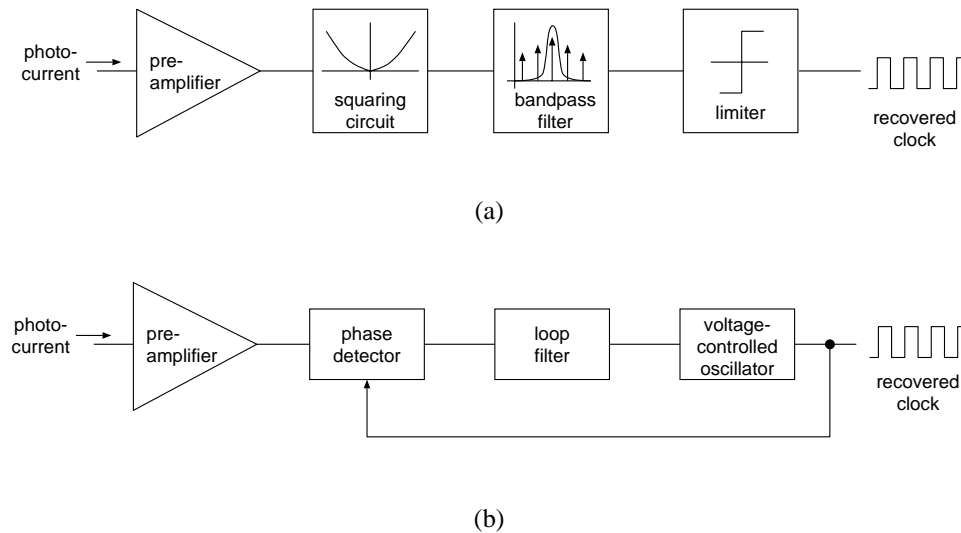 photo-
current
pre-
amplifier
squaring
circuit
bandpass
filter
limiter
recovered
clock
(a)
photo-
current
pre-
amplifier
phase
detector
loop
filter
voltage-
controlled
oscillator
recovered
clock
(b)